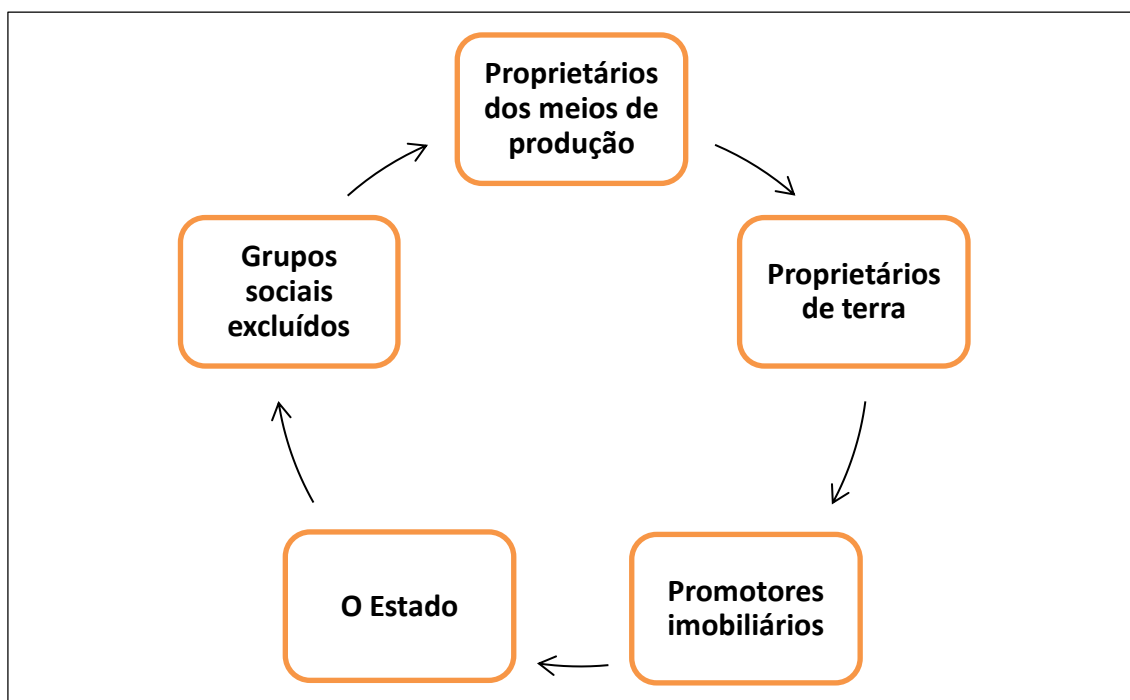 Proprietários
dos meios de
produção
Proprietários
de terra
Promotores
imobiliários
O Estado
Grupos
sociais
excluídos